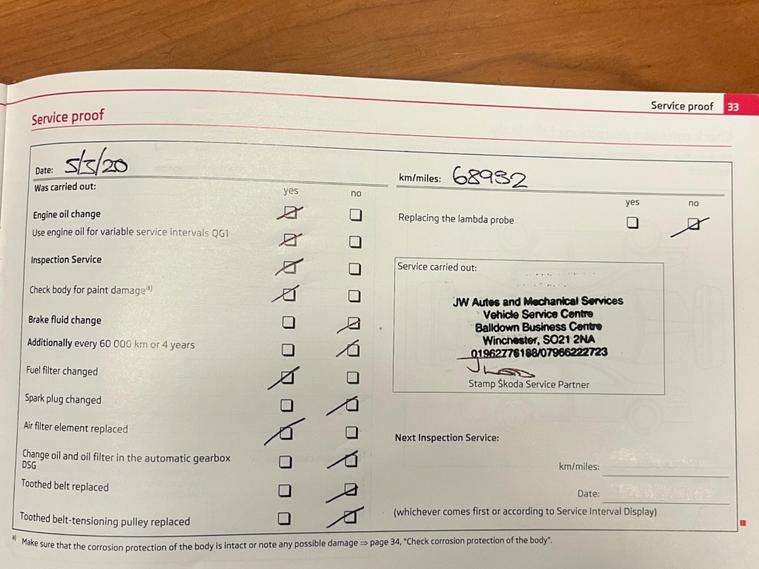 Service proof 33
Service proof
Date: 5/5/20
km/miles: 68932
Was carried out:
yes no
Engine oil change
Use engine oil for variable service intervals QG1
Inspection Service
Check body for paint damage a)
Brake fluid change
Additionally every 60 000 km or 4 years
Fuel filter changed
Spark plug changed
Air filter element replaced
Change oil and oil filter in the automatic gearbox
DSG
Toothed belt replaced
Toothed belt-tensioning pulley replaced
yes no
Replacing the lambda probe
Service carried out:
JW Autos and Mechanical Services
Vehicle Service Centre
Balldown Business Centre
Winchester, SO21 2NA
01962776188/07966222723
Stamp Škoda Service Partner
Next Inspection Service:
km/miles:
Date:
(whichever comes first or according to Service Interval Display)
a) Make sure that the corrosion protection of the body is intact or note any possible damage ⇒ page 34, "Check corrosion protection of the body".